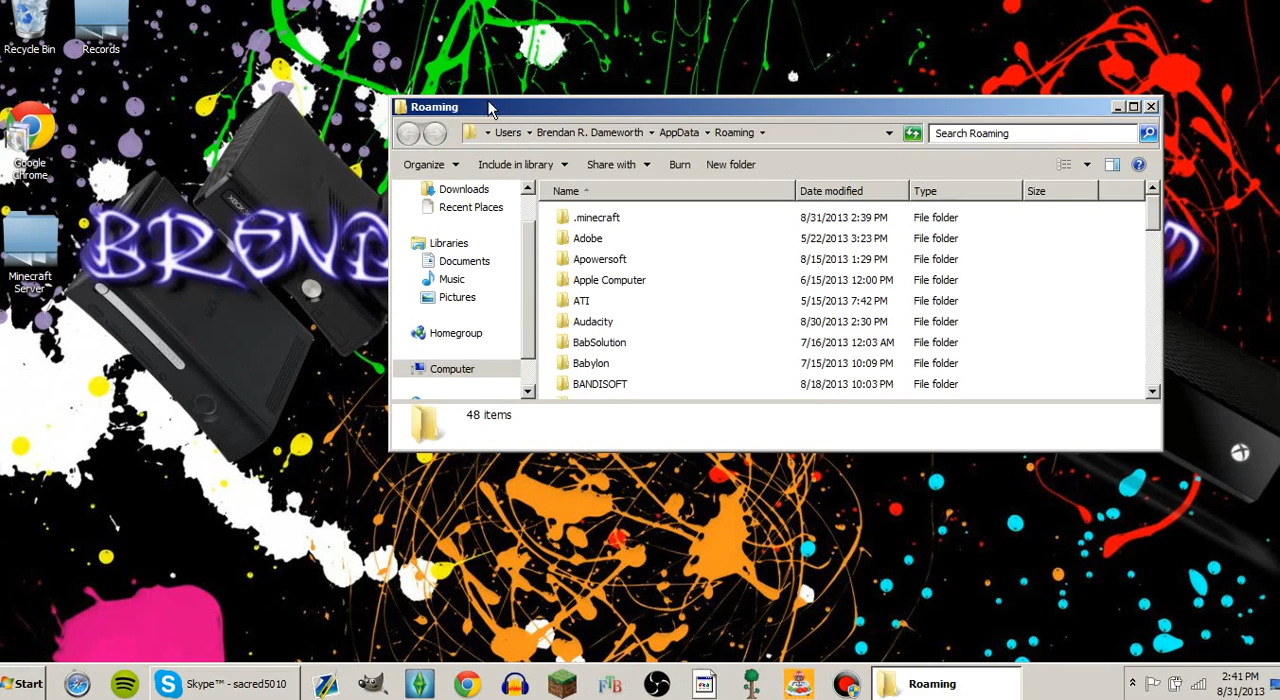 Recycle Bin
Records
Google
Chrome
Minecraft
Server
BREND
Roaming
Users
Brendan R. Dameworth
AppData
Roaming
Search Roaming
Organize
Include in library
Share with
Burn
New folder
Downloads
Recent Places
Libraries
Documents
Music
Pictures
Homegroup
Computer
Name
Date modified
Type
Size
.minecraft 8/31/2013 2:39 PM File folder
Adobe 5/22/2013 3:23 PM File folder
Apowersoft 8/15/2013 1:29 PM File folder
Apple Computer 6/15/2013 12:00 PM File folder
ATI 5/15/2013 7:42 PM File folder
Audacity 8/30/2013 2:30 PM File folder
BabSolution 7/16/2013 12:03 AM File folder
Babylon 7/15/2013 10:09 PM File folder
BANDISOFT 8/18/2013 10:03 PM File folder
48 items
Start
Skype™ - sacred5010
FTB
Roaming
2:41 PM
8/31/2013